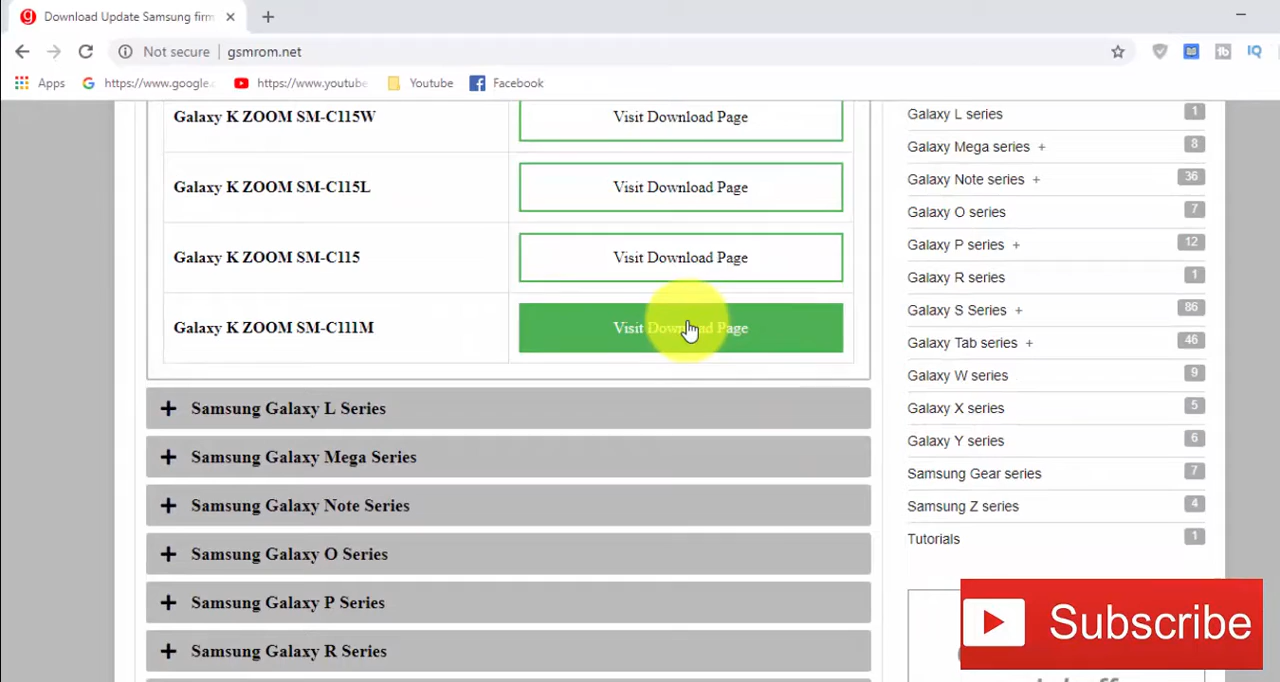 Download Update Samsung firm
Not secure
gsmrom.net
Apps
https://www.google.c
https://www.youtube
Youtube
Facebook
Galaxy K ZOOM SM-C115W
Visit Download Page
Galaxy K ZOOM SM-C115L
Visit Download Page
Galaxy K ZOOM SM-C115
Visit Download Page
Galaxy K ZOOM SM-C111M
Visit Download Page
+ Samsung Galaxy L Series
+ Samsung Galaxy Mega Series
+ Samsung Galaxy Note Series
+ Samsung Galaxy O Series
+ Samsung Galaxy P Series
+ Samsung Galaxy R Series
Galaxy L series 1
Galaxy Mega series + 8
Galaxy Note series + 36
Galaxy O series 7
Galaxy P series + 12
Galaxy R series 1
Galaxy S Series + 86
Galaxy Tab series + 46
Galaxy W series 9
Galaxy X series 5
Galaxy Y series 6
Samsung Gear series 7
Samsung Z series 4
Tutorials 1
Subscribe